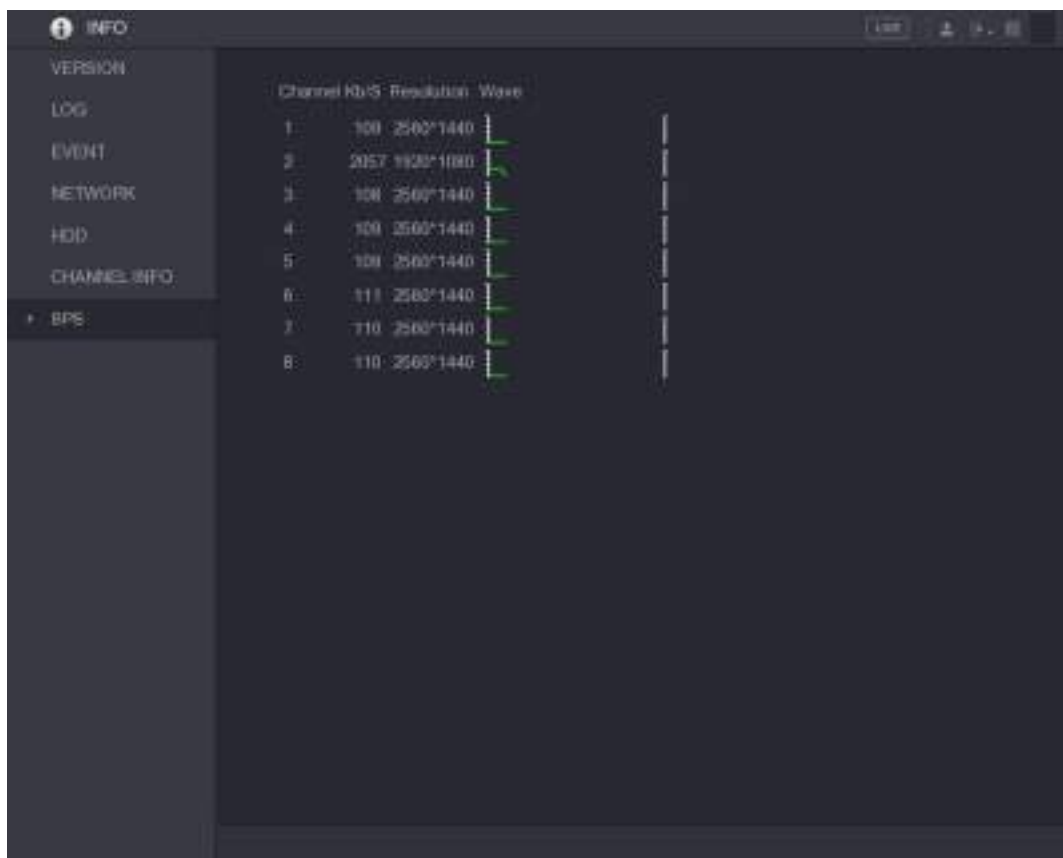 INFO
LIVE
VERSION
LOG
EVENT
NETWORK
HDD
CHANNEL INFO
BPS
Channel Kb/S Resolution Wave
1 109 2560*1440
2 2057 1920*1080
3 108 2560*1440
4 109 2560*1440
5 109 2560*1440
6 111 2560*1440
7 110 2560*1440
8 110 2560*1440